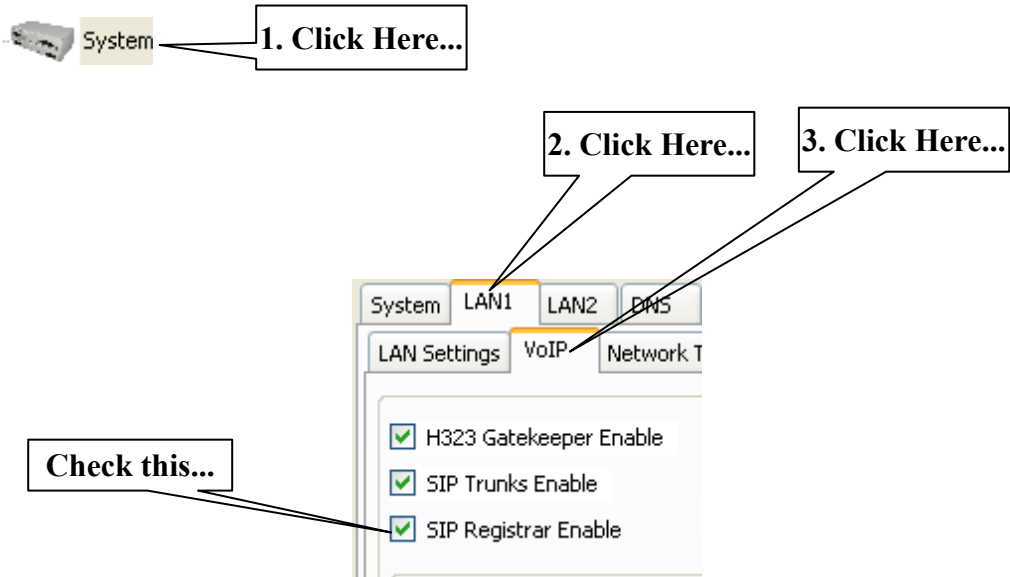 System
1. Click Here...
2. Click Here...
3. Click Here...
System LAN1 LAN2 DNS
LAN Settings VoIP Network T
H323 Gatekeeper Enable
Check this...
SIP Trunks Enable
SIP Registrar Enable